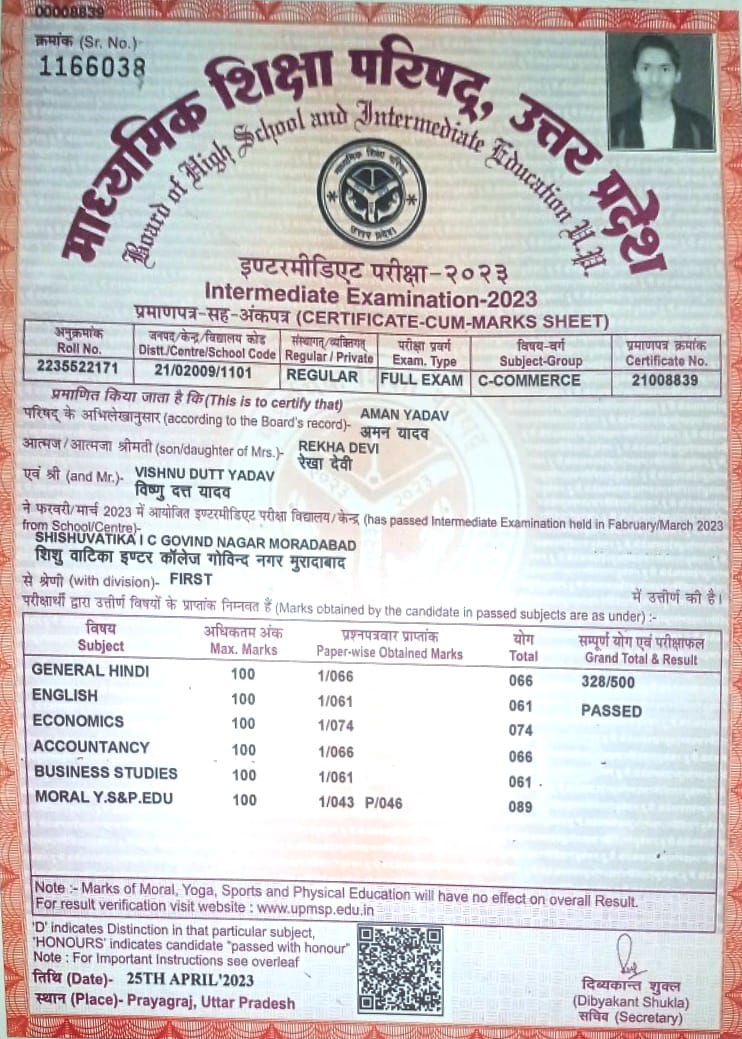 00008839
क्रमांक (Sr. No.)
1166038
माध्यमिक शिक्षा परिषद्, उत्तर प्रदेश
Board of High School and Intermediate Education U.P.
माध्यमिक शिक्षा परिषद्
उत्तर प्रदेश
इण्टरमीडिएट परीक्षा-२०२३
Intermediate Examination-2023
प्रमाणपत्र-सह-अंकपत्र (CERTIFICATE-CUM-MARKS SHEET)
अनुक्रमांक जनपद/केन्द्र/विद्यालय कोड संस्थागत/व्यक्तिगत परीक्षा प्रवर्ग विषय-वर्ग प्रमाणपत्र क्रमांक
Roll No. Distt./Centre/School Code Regular / Private Exam. Type Subject-Group Certificate No.
2235522171 21/02009/1101 REGULAR FULL EXAM C-COMMERCE 21008839
प्रमाणित किया जाता है कि (This is to certify that)
परिषद् के अभिलेखानुसार (according to the Board's record)- AMAN YADAV
अमन यादव
आत्मज/आत्मजा श्रीमती (son/daughter of Mrs.)- REKHA DEVI
रेखा देवी
एवं श्री (and Mr.)- VISHNU DUTT YADAV
विष्णु दत्त यादव
ने फरवरी/मार्च 2023 में आयोजित इण्टरमीडिएट परीक्षा विद्यालय/केन्द्र (has passed Intermediate Examination held in Fabruary/March 2023
from School/Centre)-
SHISHUVATIKA I C GOVIND NAGAR MORADABAD
शिशु वाटिका इण्टर कॉलेज गोविन्द नगर मुरादाबाद
से श्रेणी (with division)- FIRST में उत्तीर्ण की है।
परीक्षार्थी द्वारा उत्तीर्ण विषयों के प्राप्तांक निम्नवत हैं (Marks obtained by the candidate in passed subjects are as under) :-
विषय अधिकतम अंक प्रश्नपत्रवार प्राप्तांक योग सम्पूर्ण योग एवं परीक्षाफल
Subject Max. Marks Paper-wise Obtained Marks Total Grand Total & Result
GENERAL HINDI 100 1/066 066 328/500
ENGLISH 100 1/061 061 PASSED
ECONOMICS 100 1/074 074
ACCOUNTANCY 100 1/066 066
BUSINESS STUDIES 100 1/061 061
MORAL Y.S&P.EDU 100 1/043 P/046 089
Note :- Marks of Moral, Yoga, Sports and Physical Education will have no effect on overall Result.
For result verification visit website : www.upmsp.edu.in
'D' indicates Distinction in that particular subject,
'HONOURS' indicates candidate "passed with honour"
Note : For Important Instructions see overleaf
तिथि (Date)- 25TH APRIL'2023
स्थान (Place)- Prayagraj, Uttar Pradesh
दिब्यकान्त शुक्ल
(Dibyakant Shukla)
सचिव (Secretary)